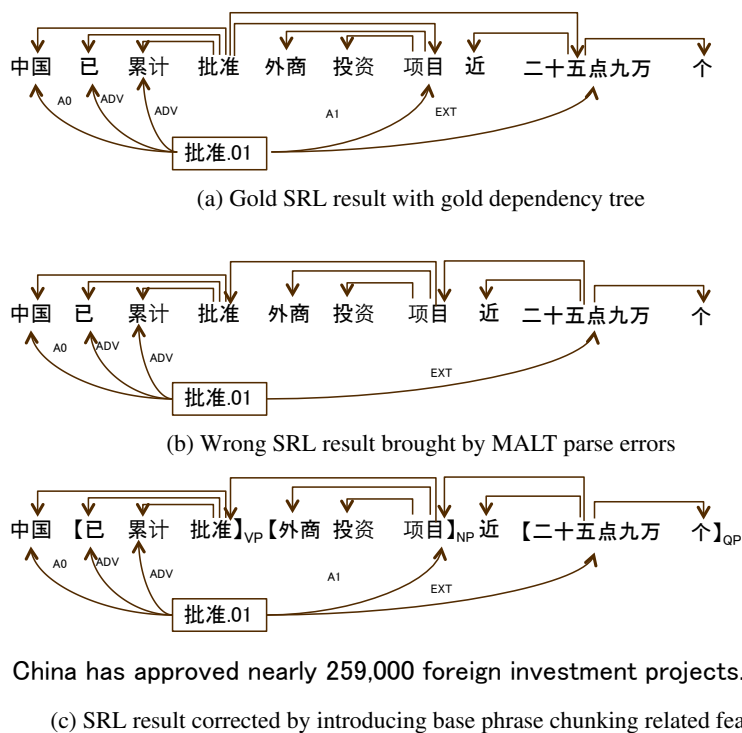 中国 已 累计 批准 外商 投资 项目 近 二十五点九万 个
A0 ADV ADV A1 EXT
批准.01
(a) Gold SRL result with gold dependency tree
中国 已 累计 批准 外商 投资 项目 近 二十五点九万 个
A0 ADV ADV EXT
批准.01
(b) Wrong SRL result brought by MALT parse errors
中国 【已 累计 批准】VP【外商 投资 项目】NP 近 【二十五点九万 个】QP
A0 ADV ADV A1 EXT
批准.01
China has approved nearly 259,000 foreign investment projects.
(c) SRL result corrected by introducing base phrase chunking related fea